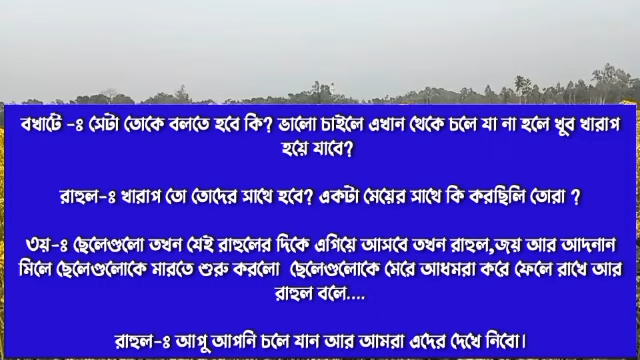 বখাটে -ঃ সেটা তোকে বলতে হবে কি? ভালো চাইলে এখান থেকে চলে যা না হলে খুব খারাপ
হয়ে যাবে?
রাহুল-ঃ খারাপ তো তোদের সাথে হবে? একটা মেয়ের সাথে কি করছিলি তোরা ?
৩য়-ঃ ছেলেগুলো তখন যেই রাহুলের দিকে এগিয়ে আসবে তখন রাহুল,জয় আর আদনান
মিলে ছেলেগুলোকে মারতে শুরু করলো ছেলেগুলোকে মেরে আধমরা করে ফেলে রাখে আর
রাহুল বলে....
রাহুল-ঃ আপু আপনি চলে যান আর আমরা এদের দেখে নিবো।